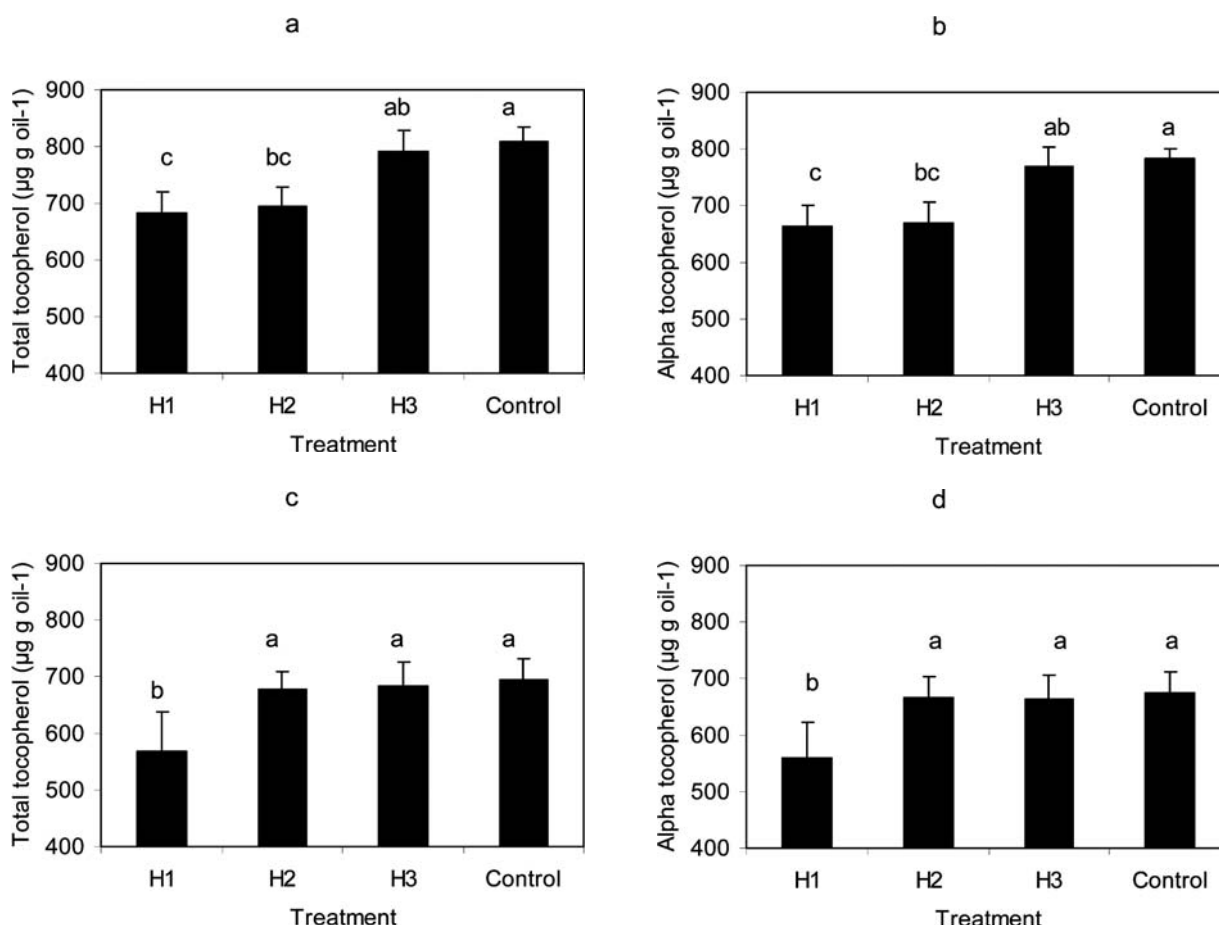 a
Total tocopherol (µg g oil-1)
900
800
700
600
500
400
c
bc
ab
a
H1 H2 H3 Control
Treatment
b
Alpha tocopherol (µg g oil-1)
900
800
700
600
500
400
c
bc
ab
a
H1 H2 H3 Control
Treatment
c
Total tocopherol (µg g oil-1)
900
800
700
600
500
400
b
a
a
a
H1 H2 H3 Control
Treatment
d
Alpha tocopherol (µg g oil-1)
900
800
700
600
500
400
b
a
a
a
H1 H2 H3 Control
Treatment